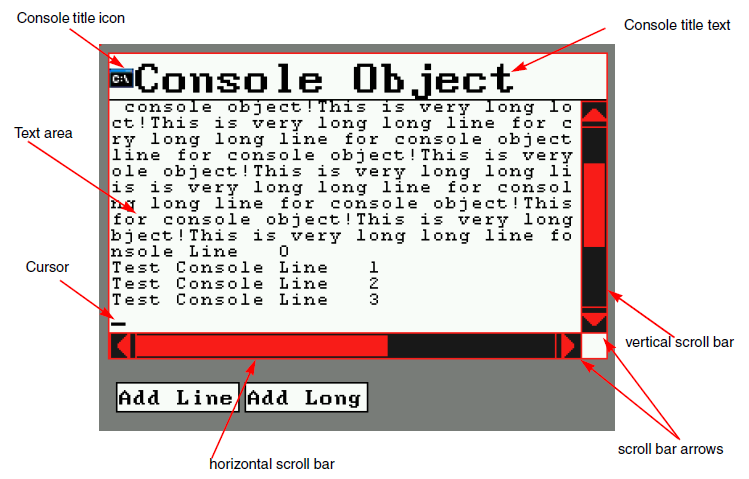 Console title icon
Console title text
C:\ Console Object
console object!This is very long lo
ct!This is very long long line for c
ry long long line for console object
line for console object!This is very
ole object!This is very long long li
is is very long long line for consol
ng long line for console object!This
for console object!This is very long
bject!This is very long long line fo
nsole Line 0
Test Console Line 1
Test Console Line 2
Test Console Line 3
Text area
Cursor
vertical scroll bar
Add Line Add Long
scroll bar arrows
horizontal scroll bar